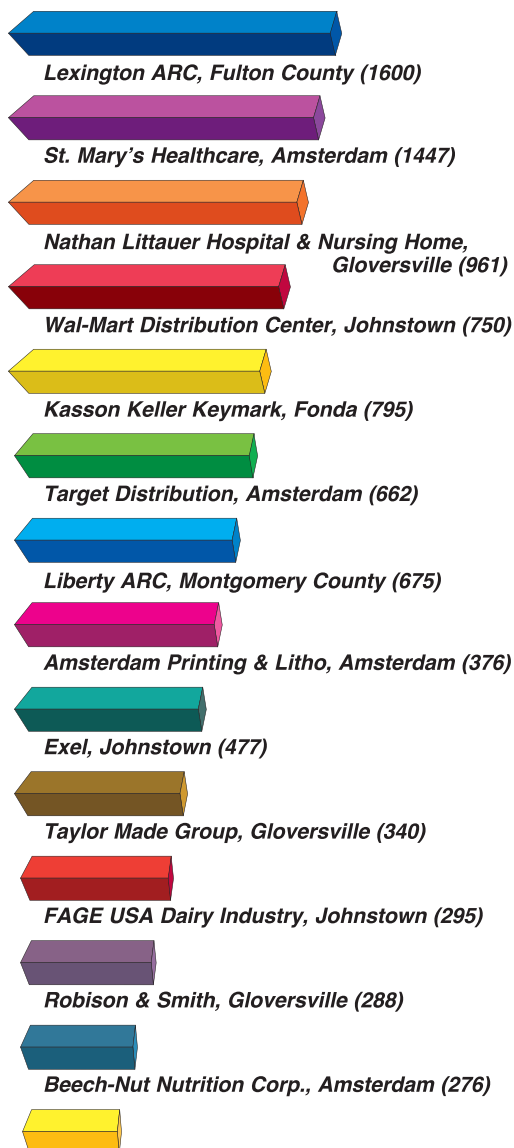 Lexington ARC, Fulton County (1600)
St. Mary’s Healthcare, Amsterdam (1447)
Nathan Littauer Hospital & Nursing Home,
Gloversville (961)
Wal-Mart Distribution Center, Johnstown (750)
Kasson Keller Keymark, Fonda (795)
Target Distribution, Amsterdam (662)
Liberty ARC, Montgomery County (675)
Amsterdam Printing & Litho, Amsterdam (376)
Exel, Johnstown (477)
Taylor Made Group, Gloversville (340)
FAGE USA Dairy Industry, Johnstown (295)
Robison & Smith, Gloversville (288)
Beech-Nut Nutrition Corp., Amsterdam (276)